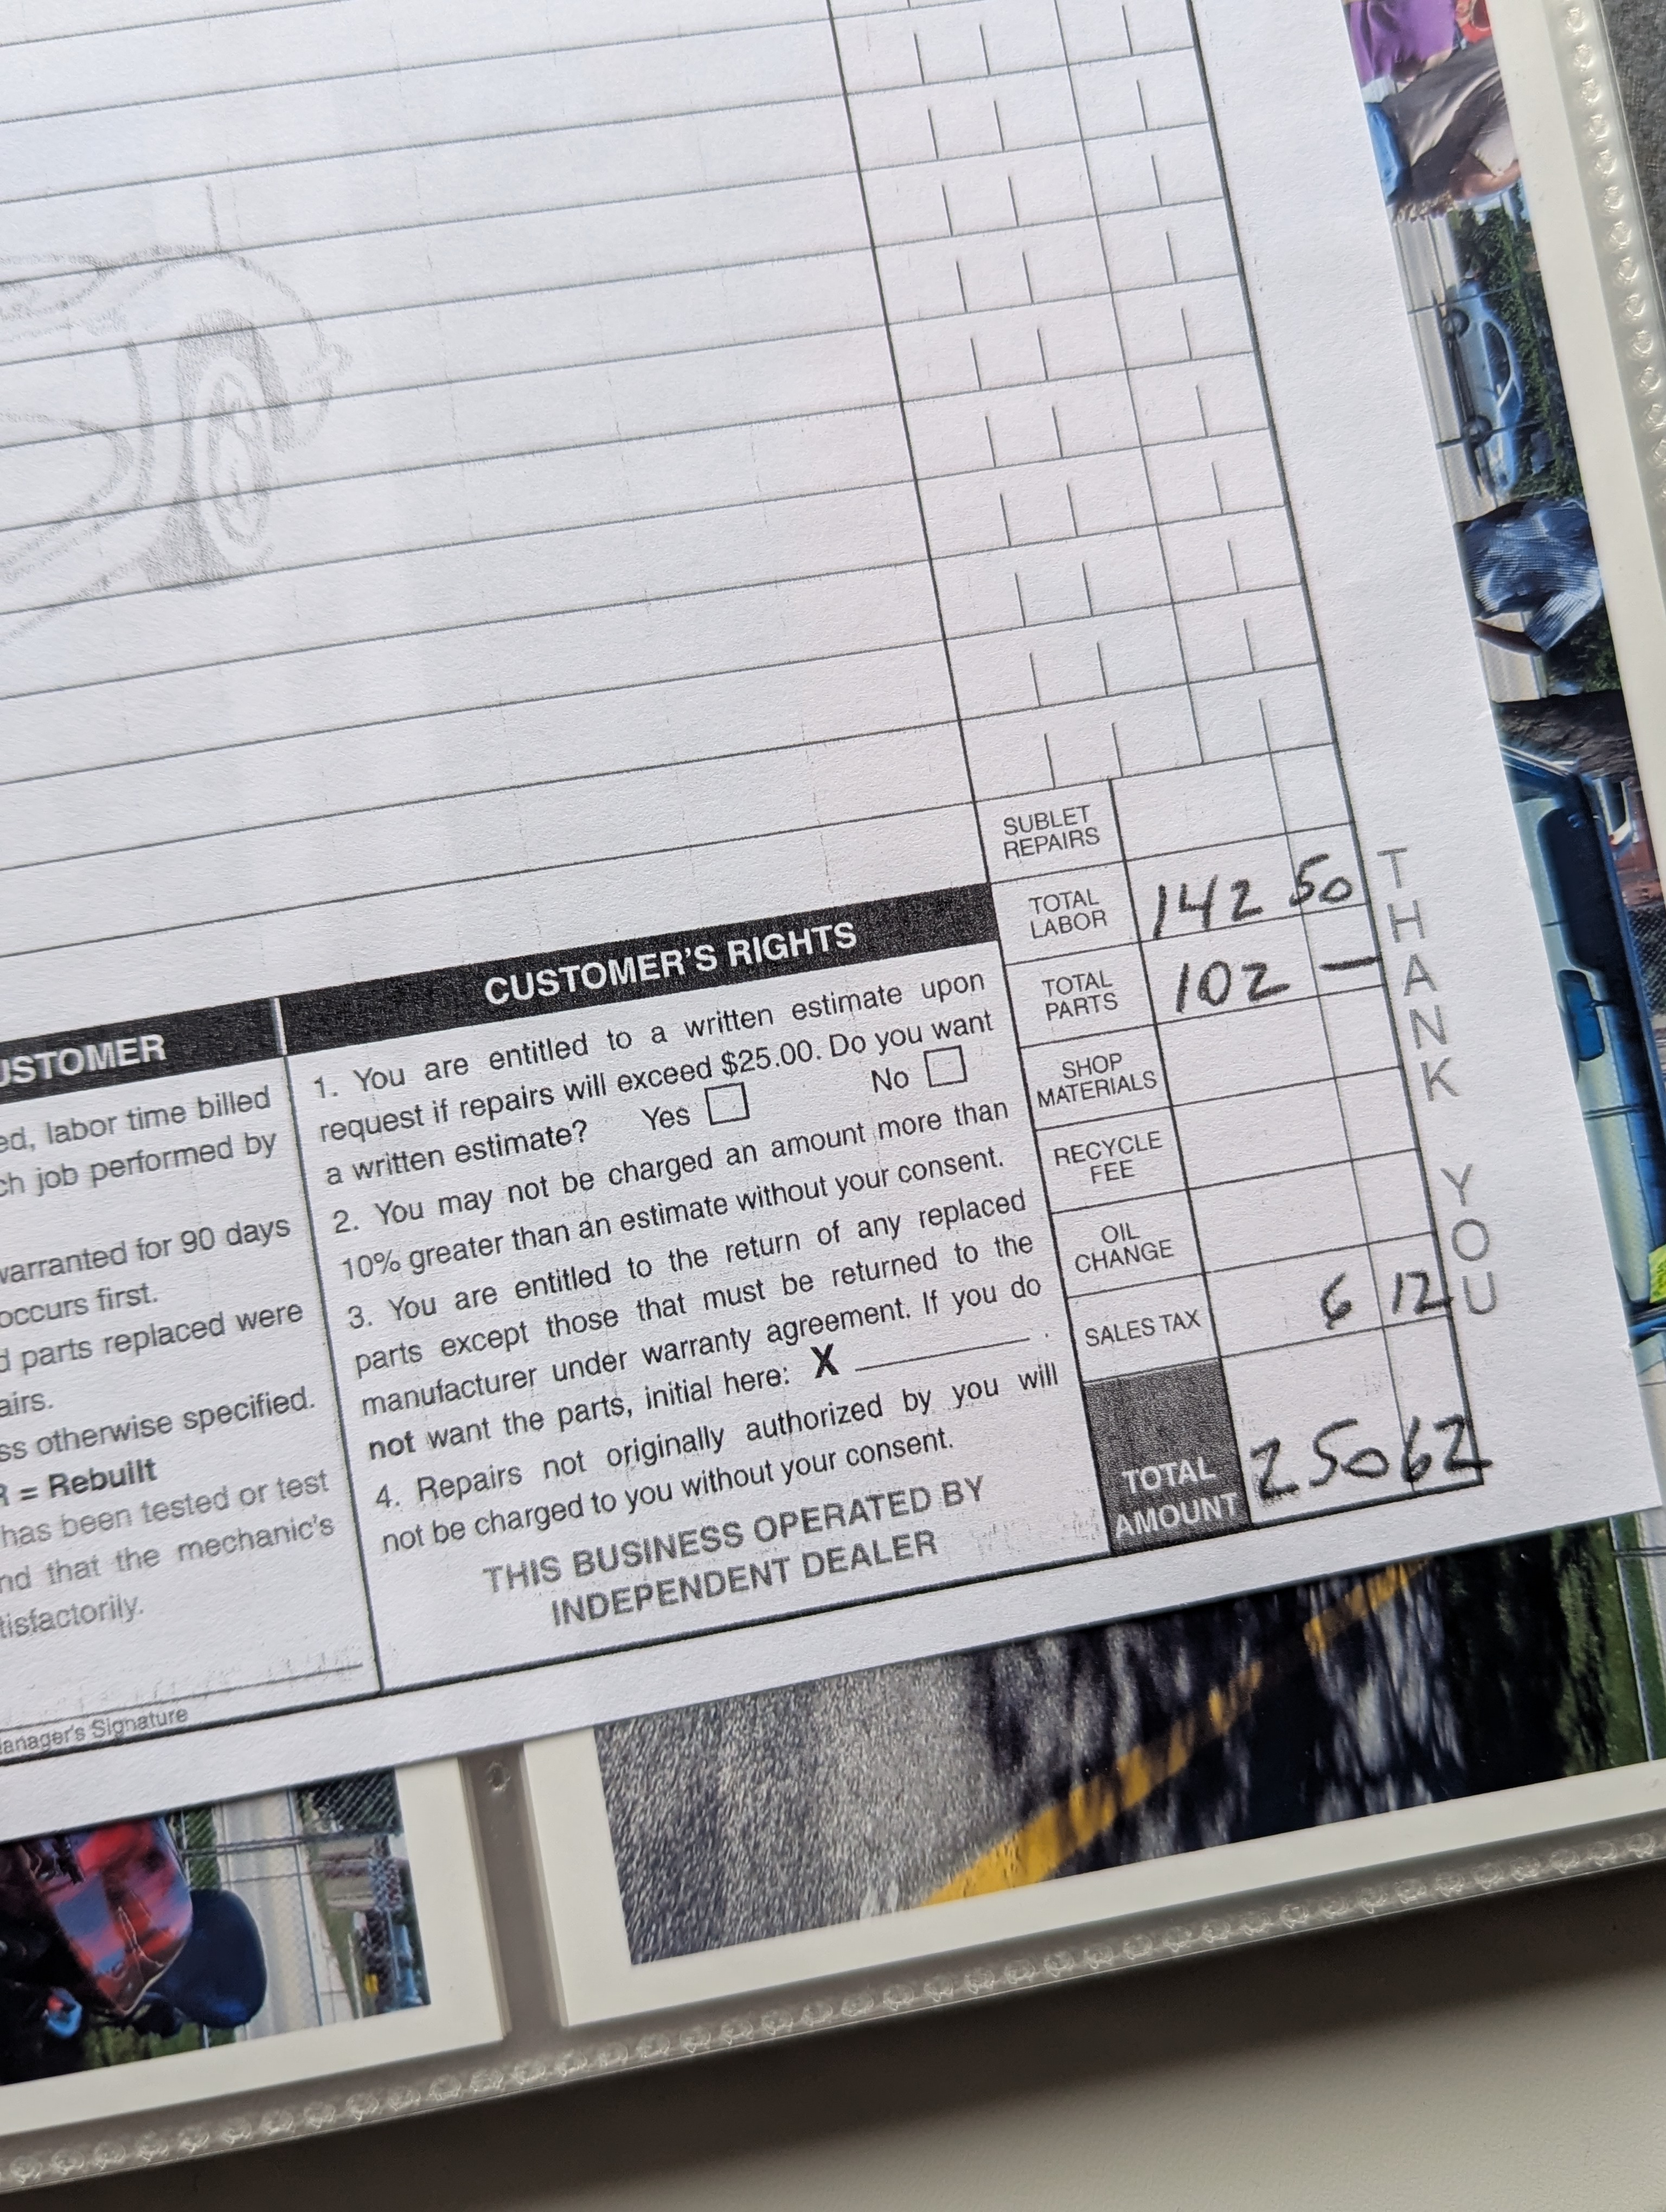 SUBLET
REPAIRS
TOTAL
LABOR
142 50
TOTAL
PARTS
102 —
SHOP
MATERIALS
RECYCLE
FEE
OIL
CHANGE
SALES TAX
6 12
TOTAL
AMOUNT
250 62
THANK YOU
CUSTOMER'S RIGHTS
1. You are entitled to a written estimate upon
request if repairs will exceed $25.00. Do you want
a written estimate? Yes No
2. You may not be charged an amount more than
10% greater than an estimate without your consent.
3. You are entitled to the return of any replaced
parts except those that must be returned to the
manufacturer under warranty agreement. If you do
not want the parts, initial here: X ________ .
4. Repairs not originally authorized by you will
not be charged to you without your consent.
THIS BUSINESS OPERATED BY
INDEPENDENT DEALER
USTOMER
ed, labor time billed
ch job performed by
warranted for 90 days
occurs first.
d parts replaced were
airs.
ss otherwise specified.
R = Rebuilt
has been tested or test
nd that the mechanic's
tisfactorily.
anager's Signature